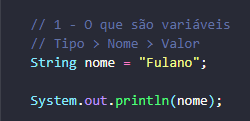 // 1 - O que são variáveis
// Tipo > Nome > Valor
String nome = "Fulano";
System.out.println(nome);